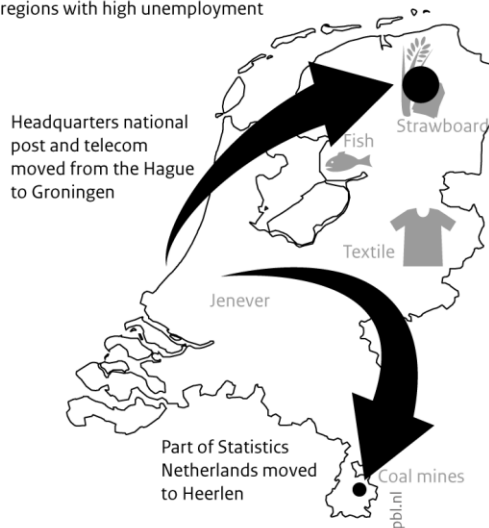 regions with high unemployment
Headquarters national
post and telecom
moved from the Hague
to Groningen
Strawboard
Fish
Textile
Jenever
Part of Statistics
Netherlands moved
to Heerlen
Coal mines
pbl.nl